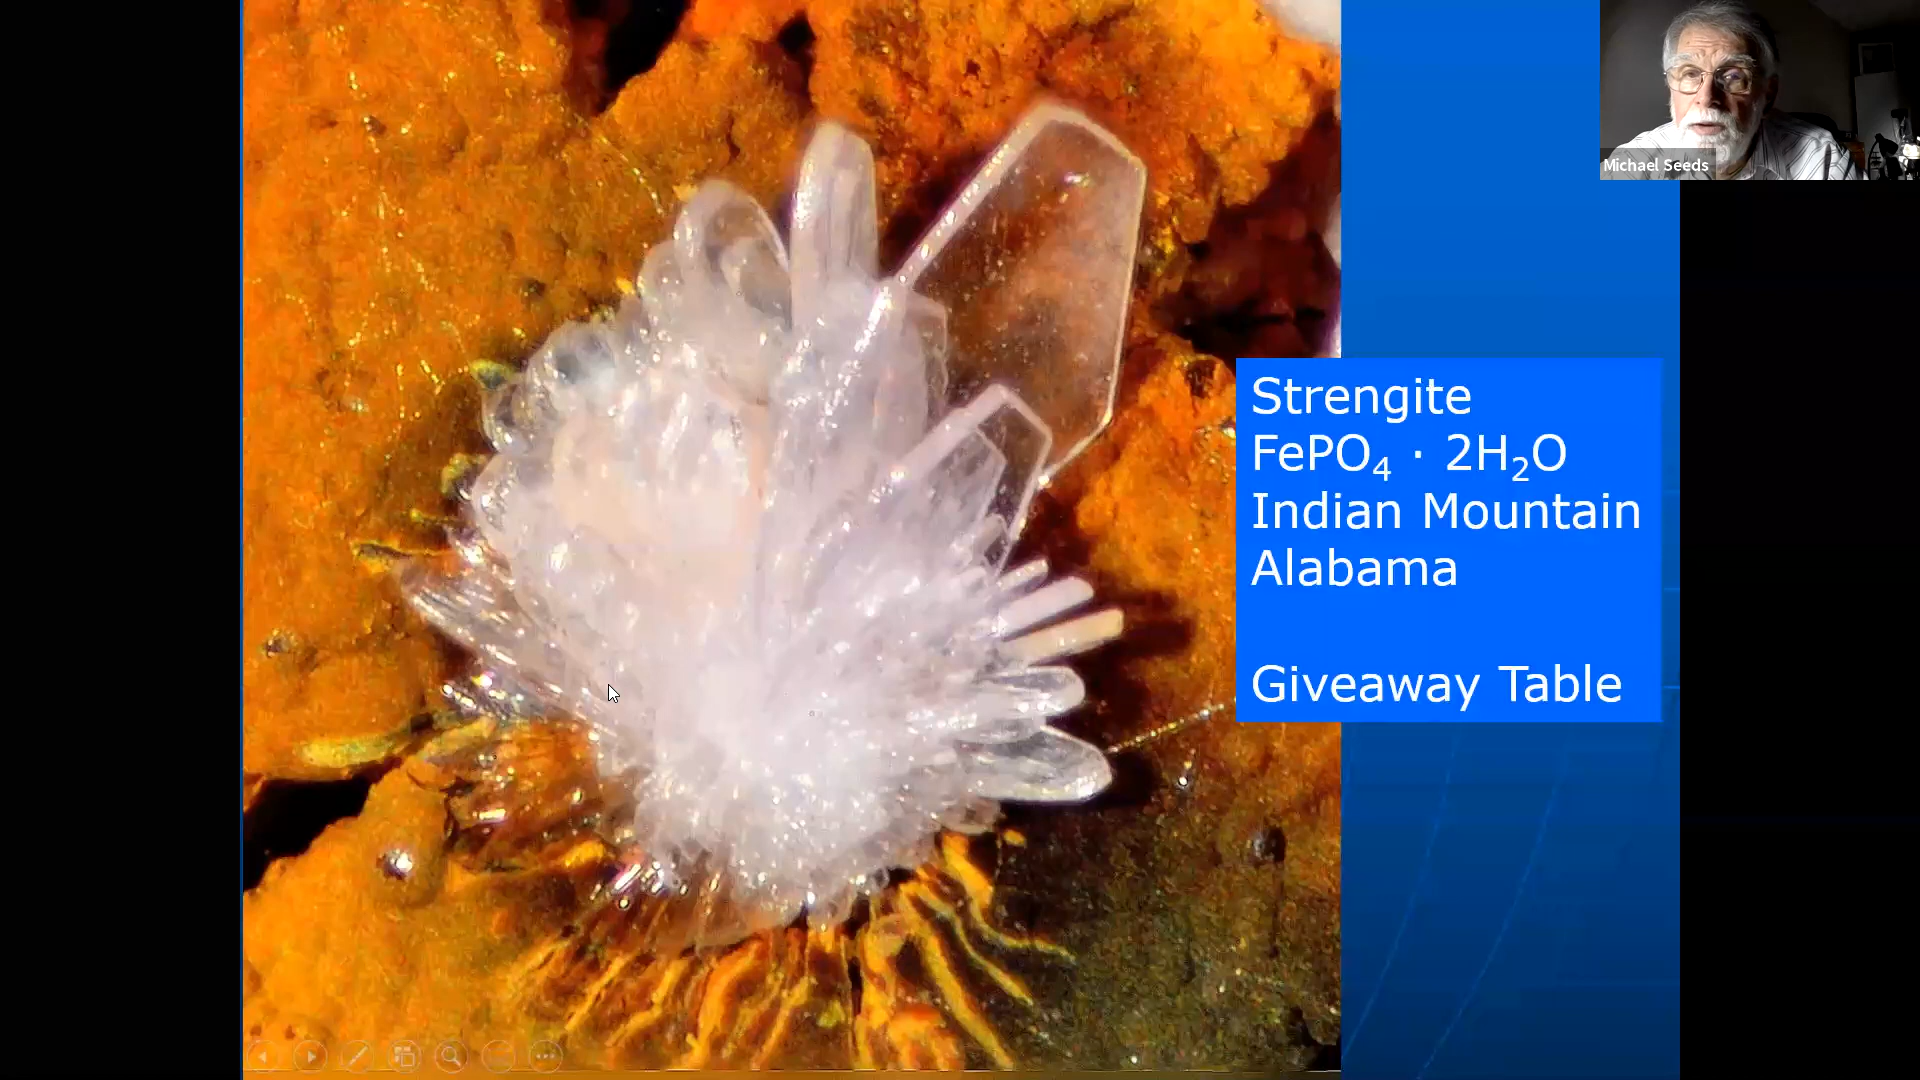 Michael Seeds
Strengite
FePO₄ · 2H₂O
Indian Mountain
Alabama
Giveaway Table